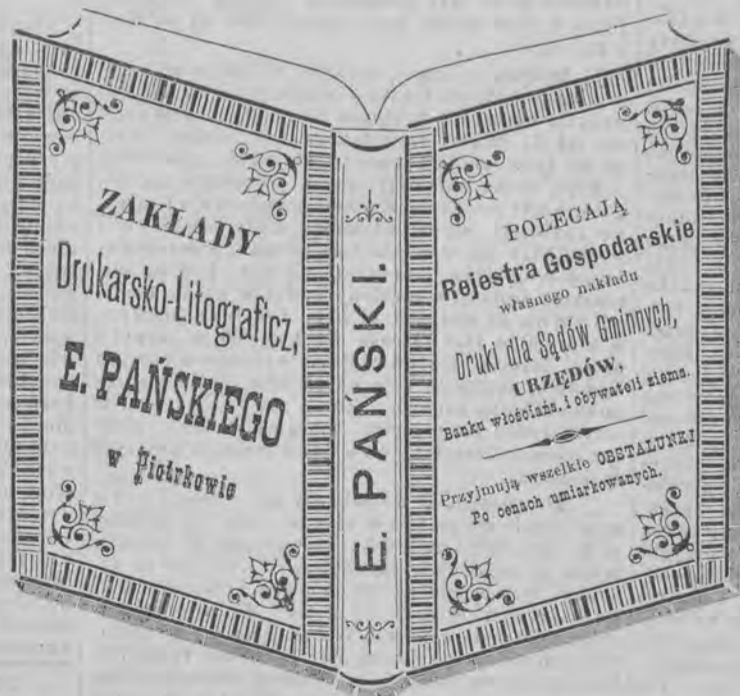 ZAKŁADY
Drukarsko-Litograficz,
E. PAŃSKIEGO
w Piotrkowie
E. PAŃSKI.
POLECAJĄ
Rejestra Gospodarskie
własnego nakładu
Druki dla Sądów Gminnych,
URZĘDÓW,
Banku włościańs. i obywateli ziems.
Przyjmują wszelkie OBSTALUNKI
Po cenach umiarkowanych.